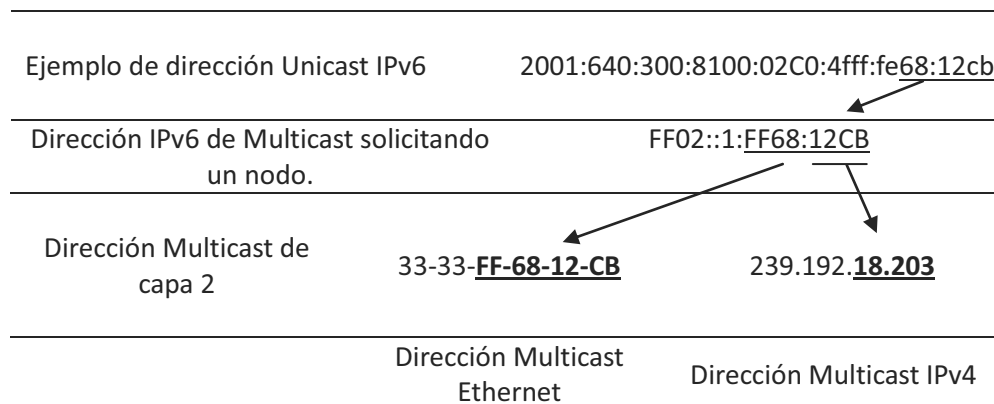 Ejemplo de dirección Unicast IPv6 2001:640:300:8100:02C0:4fff:fe68:12cb
Dirección IPv6 de Multicast solicitando
un nodo.
FF02::1:FF68:12CB
Dirección Multicast de
capa 2
33-33-FF-68-12-CB 239.192.18.203
Dirección Multicast
Ethernet
Dirección Multicast IPv4